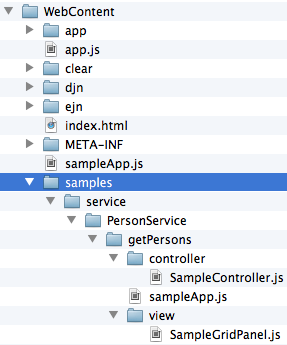 WebContent
app
app.js
clear
djn
ejn
index.html
META-INF
sampleApp.js
samples
service
PersonService
getPersons
controller
SampleController.js
sampleApp.js
view
SampleGridPanel.js